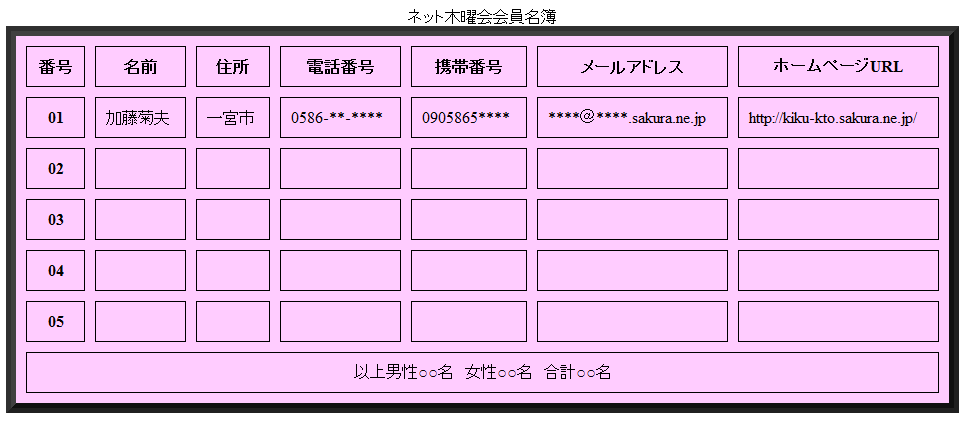 ネット木曜会会員名簿
番号 名前 住所 電話番号 携帯番号 メールアドレス ホームページURL
01 加藤菊夫 一宮市 0586-**-**** 0905865**** ****@****.sakura.ne.jp http://kiku-kto.sakura.ne.jp/
02
03
04
05
以上男性○○名 女性○○名 合計○○名